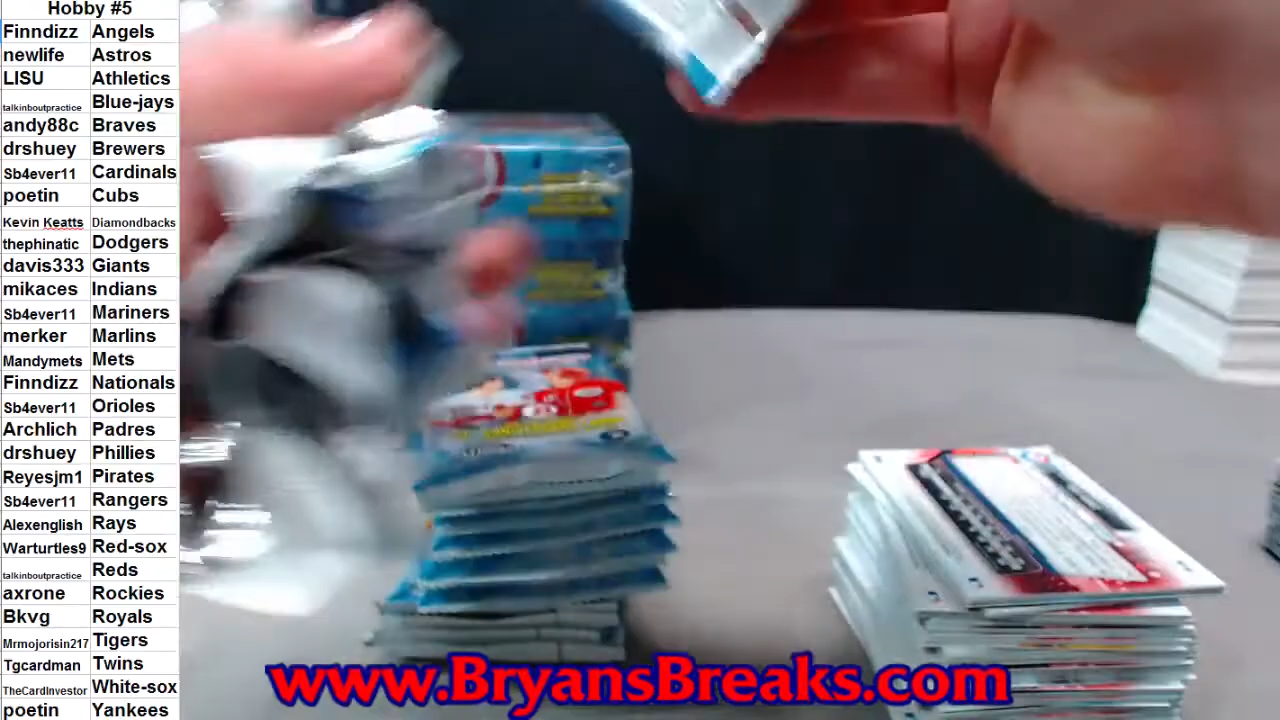 Hobby #5
Finndizz Angels
newlife Astros
LISU Athletics
talkinboutpractice Blue-jays
andy88c Braves
drshuey Brewers
Sb4ever11 Cardinals
poetin Cubs
Kevin Keatts Diamondbacks
thephinatic Dodgers
davis333 Giants
mikaces Indians
Sb4ever11 Mariners
merker Marlins
Mandymets Mets
Finndizz Nationals
Sb4ever11 Orioles
Archlich Padres
drshuey Phillies
Reyesjm1 Pirates
Sb4ever11 Rangers
Alexenglish Rays
Warturtles9 Red-sox
talkinboutpractice Reds
axrone Rockies
Bkvg Royals
Mrmojorisin217 Tigers
Tgcardman Twins
TheCardInvestor White-sox
poetin Yankees
www.BryansBreaks.com